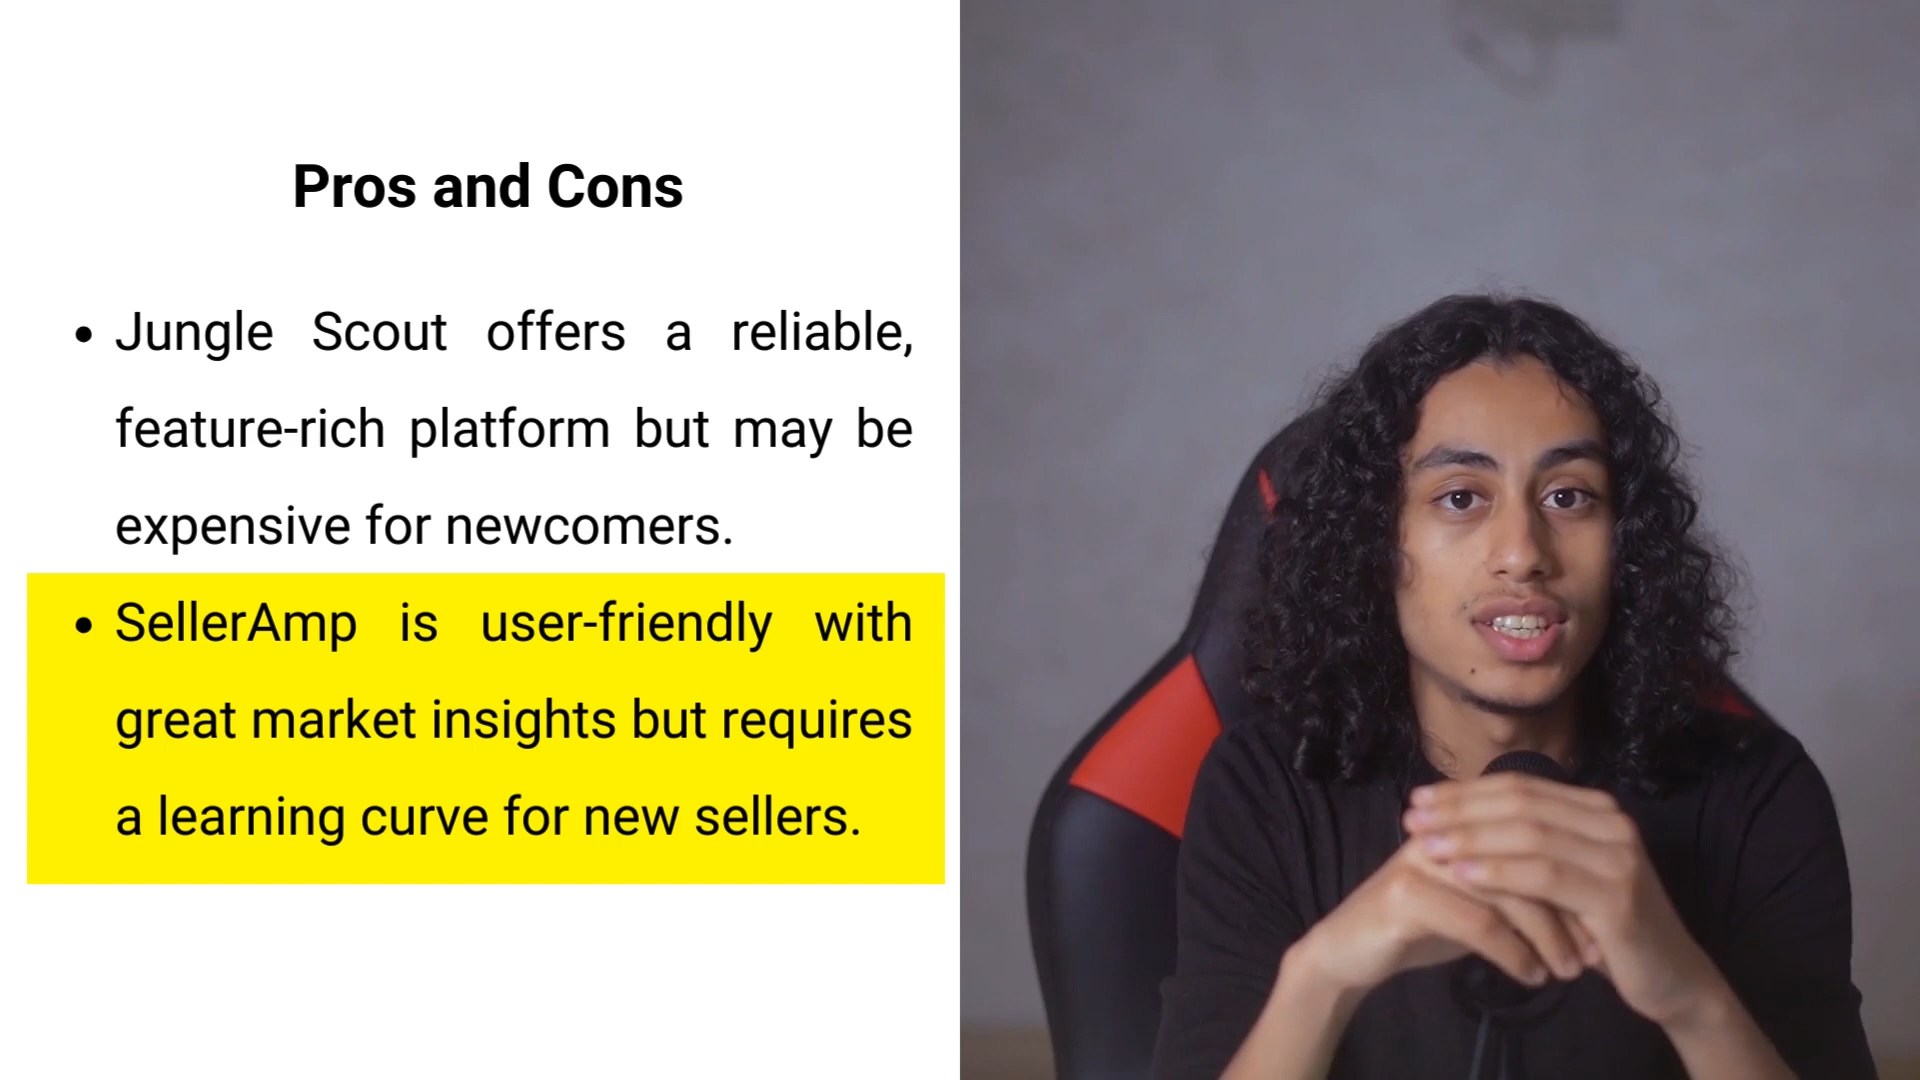 Pros and Cons
• Jungle Scout offers a reliable,
feature-rich platform but may be
expensive for newcomers.
• SellerAmp is user-friendly with
great market insights but requires
a learning curve for new sellers.